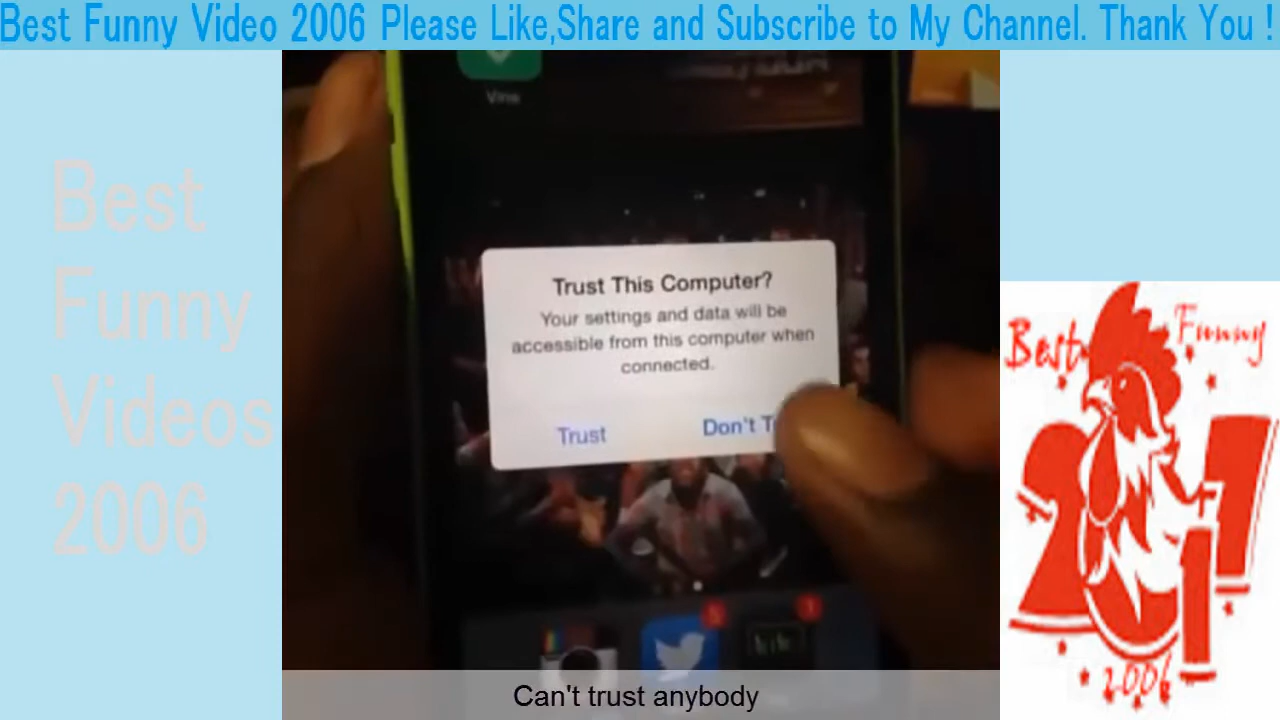 Best Funny Video 2006 Please Like,Share and Subscribe to My Channel. Thank You !
Best
Funny
Videos
2006
Vine
Trust This Computer?
Your settings and data will be
accessible from this computer when
connected.
Trust
Don't T
Best Funny
2017
2006
Can't trust anybody